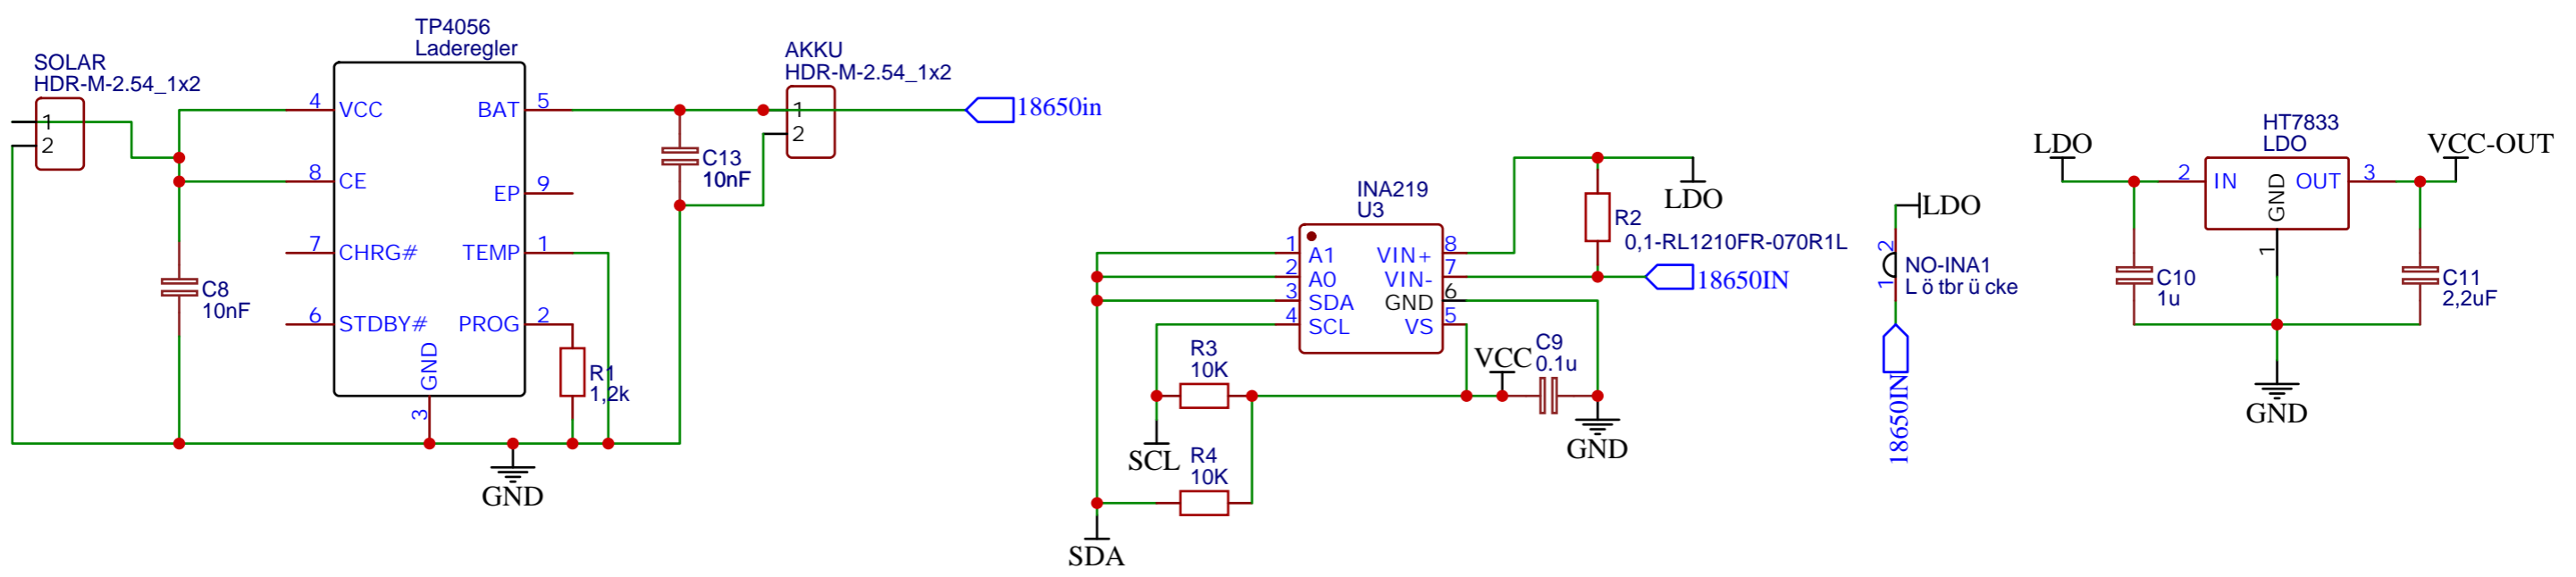 SOLAR
HDR-M-2.54_1x2
1
2
TP4056
Laderegler
4
VCC
8
CE
7
CHRG#
6
STDBY#
BAT
5
EP
9
TEMP
1
PROG
2
GND
3
C8
10nF
R1
1,2k
GND
C13
10nF
AKKU
HDR-M-2.54_1x2
1
2
18650in
INA219
U3
1
A1
2
A0
3
SDA
4
SCL
VIN+
8
VIN-
7
GND
6
VS
5
LDO
R2
0,1-RL1210FR-070R1L
18650IN
R3
10K
R4
10K
SCL
SDA
VCC
C9
0.1u
GND
LDO
2
1
NO-INA1
L ö tbr ü cke
18650IN
LDO
HT7833
LDO
2
IN
GND
OUT
3
1
VCC-OUT
C10
1u
C11
2,2uF
GND